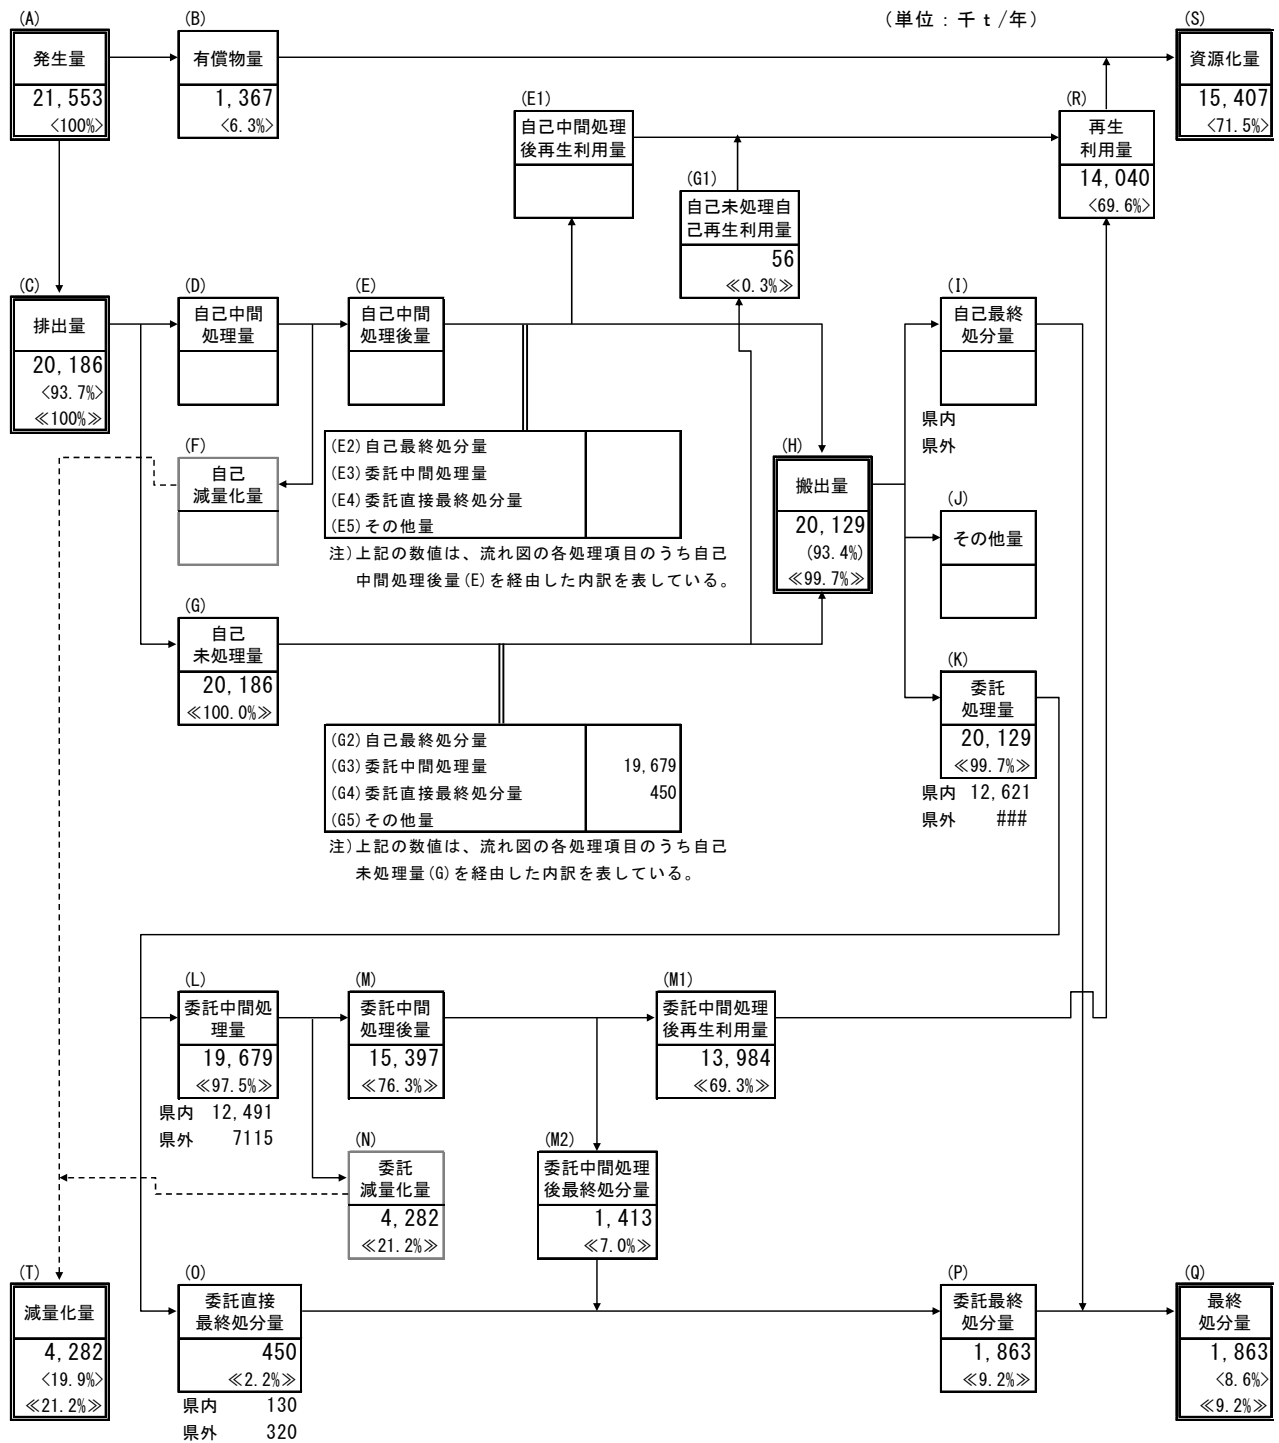 (単位：千ｔ/年)
(A)
発生量
21,553
<100%>
(B)
有償物量
1,367
<6.3%>
(S)
資源化量
15,407
<71.5%>
(E1)
自己中間処理
後再生利用量
(R)
再生
利用量
14,040
<69.6%>
(G1)
自己未処理自
己再生利用量
56
≪0.3%≫
(C)
排出量
20,186
<93.7%>
≪100%≫
(D)
自己中間
処理量
(E)
自己中間
処理後量
(I)
自己最終
処分量
県内
県外
(F)
自己
減量化量
(E2)自己最終処分量
(E3)委託中間処理量
(E4)委託直接最終処分量
(E5)その他量
注)上記の数値は、流れ図の各処理項目のうち自己
中間処理後量(E)を経由した内訳を表している。
(H)
搬出量
20,129
(93.4%)
≪99.7%≫
(J)
その他量
(G)
自己
未処理量
20,186
≪100.0%≫
(K)
委託
処理量
20,129
≪99.7%≫
県内 12,621
県外 ###
(G2)自己最終処分量
(G3)委託中間処理量 19,679
(G4)委託直接最終処分量 450
(G5)その他量
注)上記の数値は、流れ図の各処理項目のうち自己
未処理量(G)を経由した内訳を表している。
(L)
委託中間処
理量
19,679
≪97.5%≫
県内 12,491
県外 7115
(M)
委託中間
処理後量
15,397
≪76.3%≫
(M1)
委託中間処理
後再生利用量
13,984
≪69.3%≫
(N)
委託
減量化量
4,282
≪21.2%≫
(M2)
委託中間処理
後最終処分量
1,413
≪7.0%≫
(T)
減量化量
4,282
<19.9%>
≪21.2%≫
(O)
委託直接
最終処分量
450
≪2.2%≫
県内 130
県外 320
(P)
委託最終
処分量
1,863
≪9.2%≫
(Q)
最終
処分量
1,863
<8.6%>
≪9.2%≫